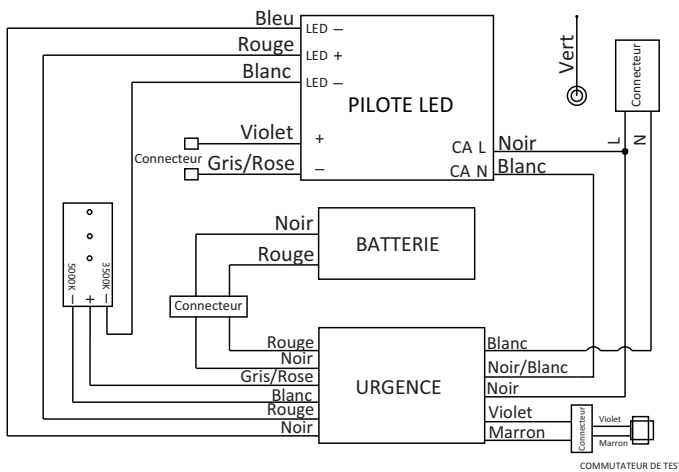 Bleu
LED –
Rouge
LED +
Blanc
LED –
PILOTE LED
Vert
Connecteur
Violet
+
Connecteur
Gris/Rose
–
CA L
Noir
CA N
Blanc
L
N
Noir
Rouge
BATTERIE
5000K – + 3500K –
Connecteur
Rouge
Noir
Gris/Rose
Blanc
Rouge
Noir
URGENCE
Blanc
Noir/Blanc
Noir
Violet
Marron
Connecteur
Violet
Marron
COMMUTATEUR DE TEST